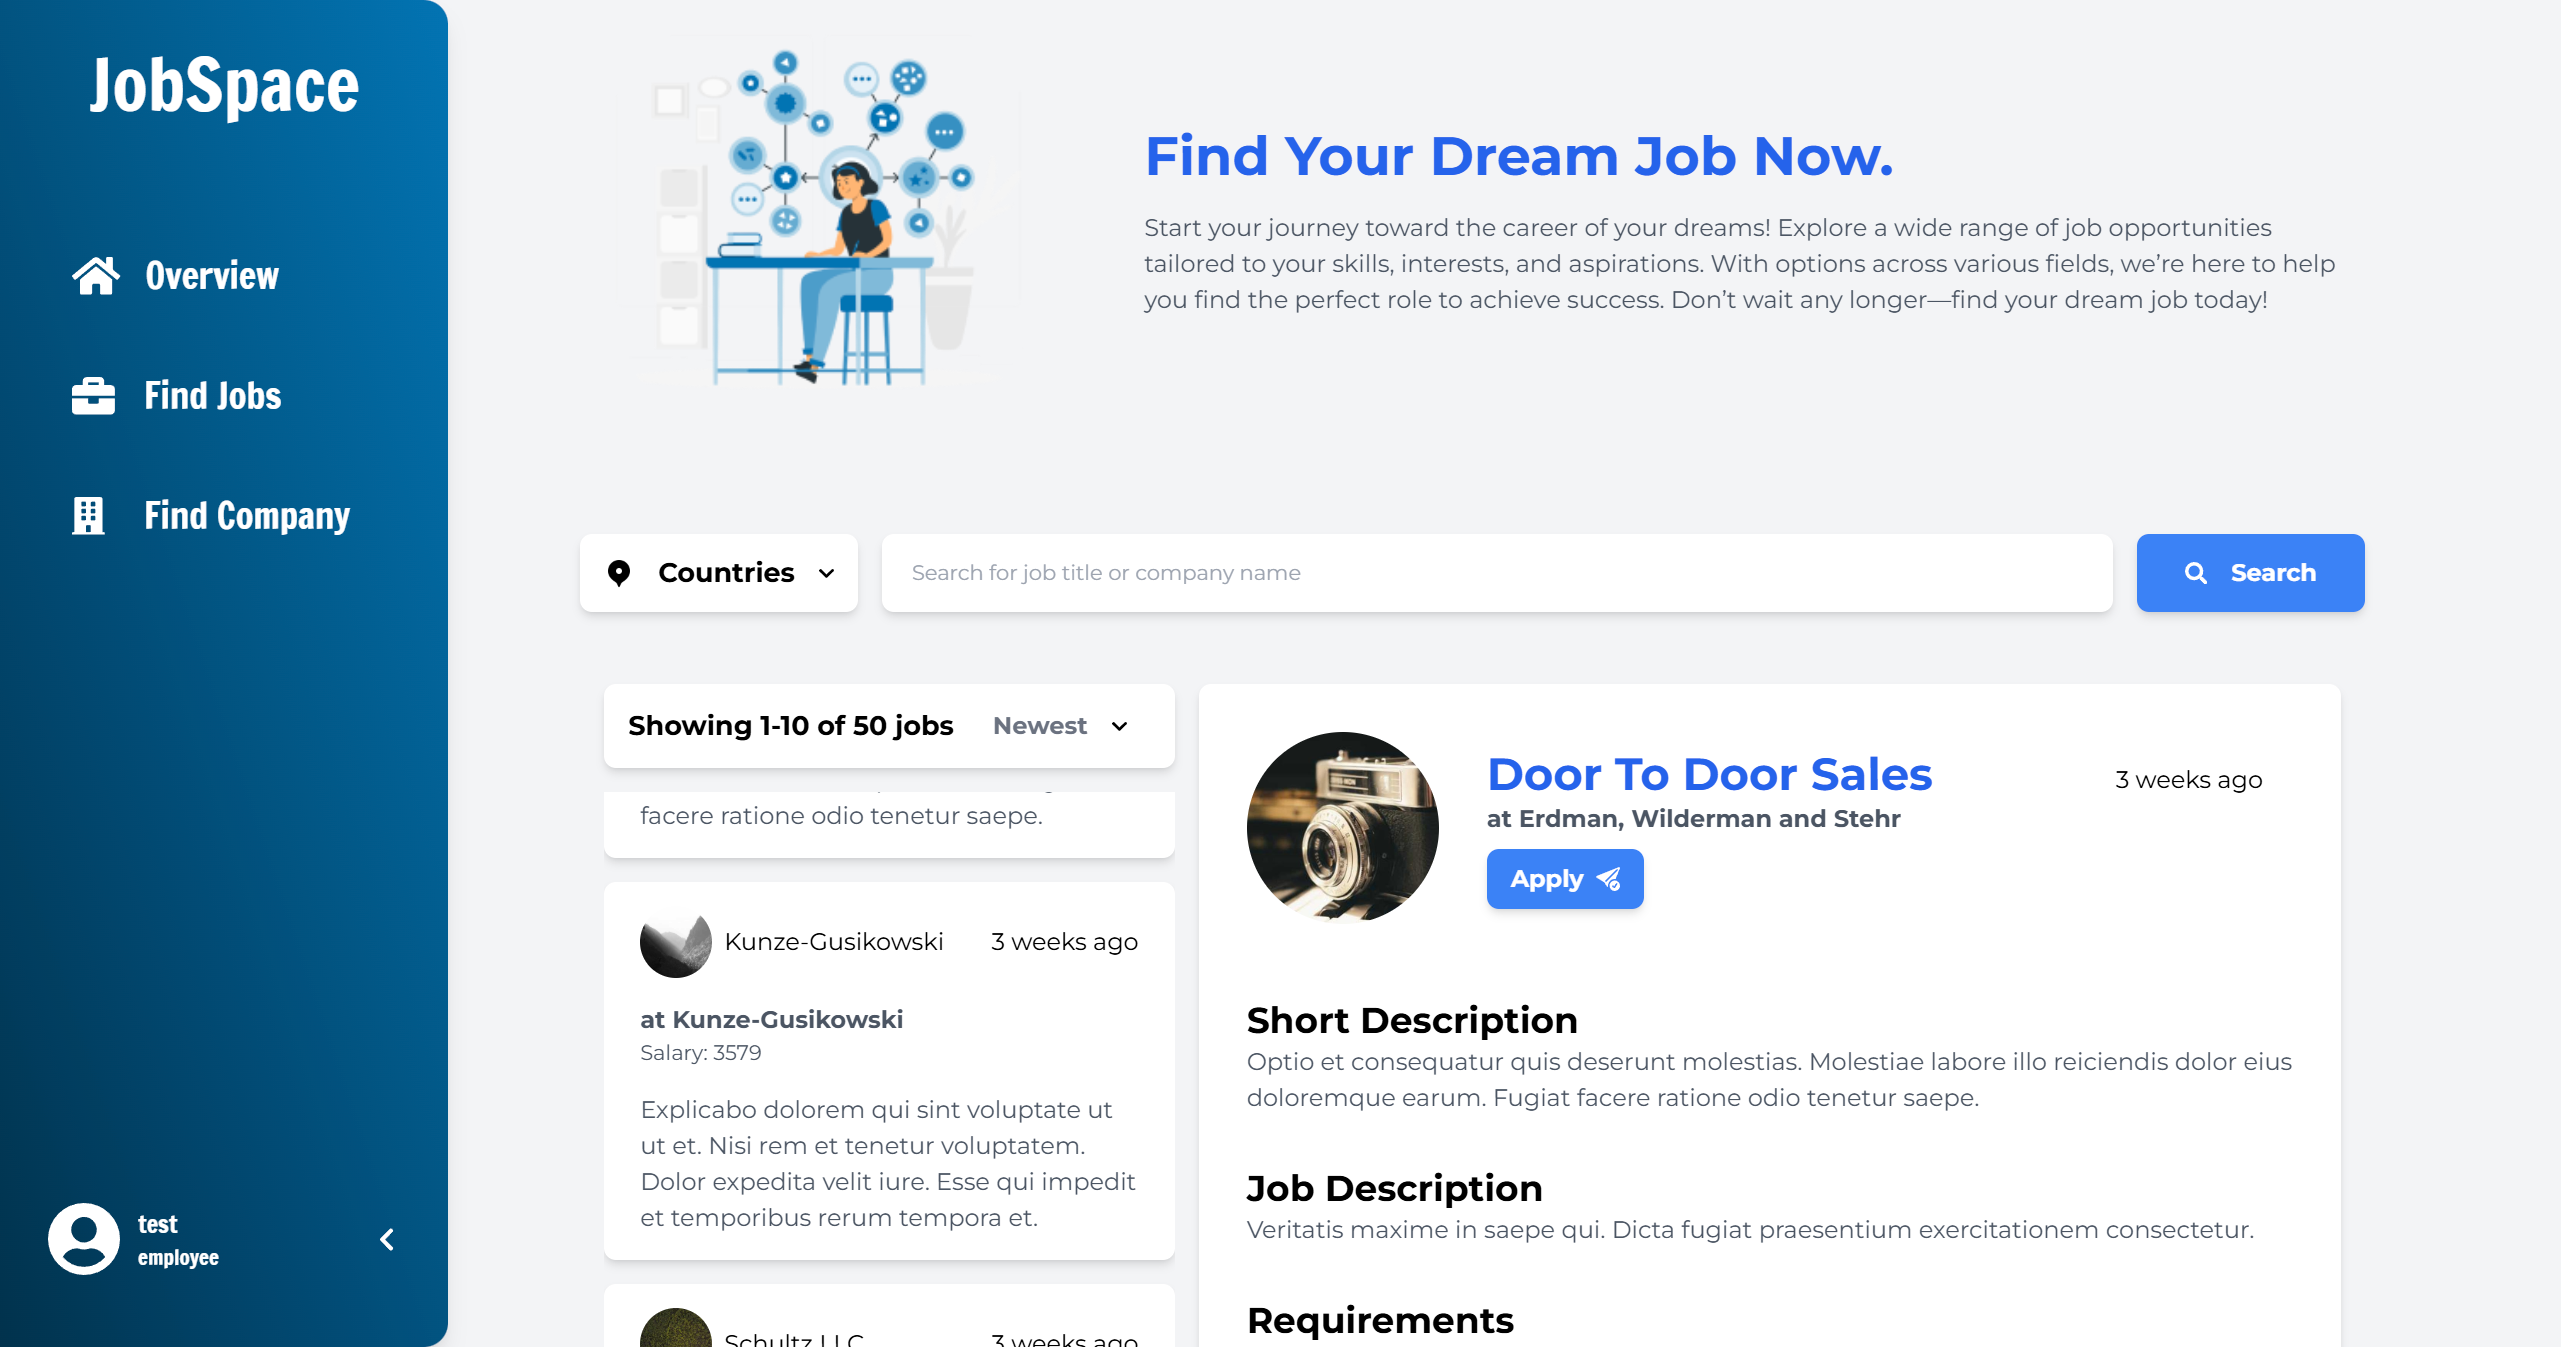 JobSpace
Overview
Find Jobs
Find Company
test
employee
Find Your Dream Job Now.
Start your journey toward the career of your dreams! Explore a wide range of job opportunities
tailored to your skills, interests, and aspirations. With options across various fields, we’re here to help
you find the perfect role to achieve success. Don’t wait any longer—find your dream job today!
Countries
Search for job title or company name
Search
Showing 1-10 of 50 jobs
Newest
facere ratione odio tenetur saepe.
Kunze-Gusikowski
3 weeks ago
at Kunze-Gusikowski
Salary: 3579
Explicabo dolorem qui sint voluptate ut
ut et. Nisi rem et tenetur voluptatem.
Dolor expedita velit iure. Esse qui impedit
et temporibus rerum tempora et.
Schultz LLC
3 weeks ago
Door To Door Sales
3 weeks ago
at Erdman, Wilderman and Stehr
Apply
Short Description
Optio et consequatur quis deserunt molestias. Molestiae labore illo reiciendis dolor eius
doloremque earum. Fugiat facere ratione odio tenetur saepe.
Job Description
Veritatis maxime in saepe qui. Dicta fugiat praesentium exercitationem consectetur.
Requirements